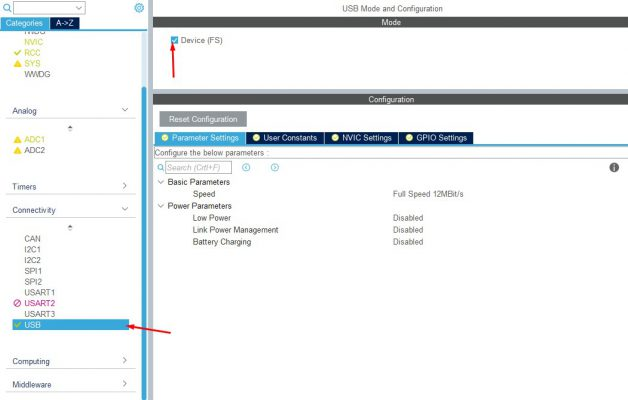 USB Mode and Configuration
Mode
Categories
A->Z
IWDG
NVIC
RCC
SYS
WWDG
Analog
ADC1
ADC2
Timers
Connectivity
CAN
I2C1
I2C2
SPI1
SPI2
USART1
USART2
USART3
USB
Computing
Middleware
Device (FS)
Configuration
Reset Configuration
Parameter Settings
User Constants
NVIC Settings
GPIO Settings
Configure the below parameters :
Search (Crtl+F)
Basic Parameters
Speed Full Speed 12MBit/s
Power Parameters
Low Power Disabled
Link Power Management Disabled
Battery Charging Disabled